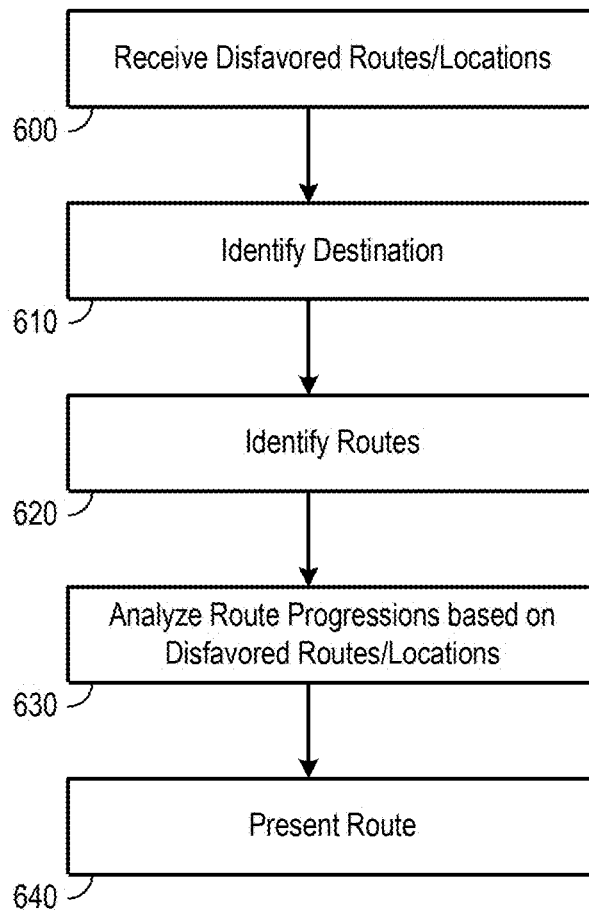 Receive Disfavored Routes/Locations
600
Identify Destination
610
Identify Routes
620
Analyze Route Progressions based on
Disfavored Routes/Locations
630
Present Route
640